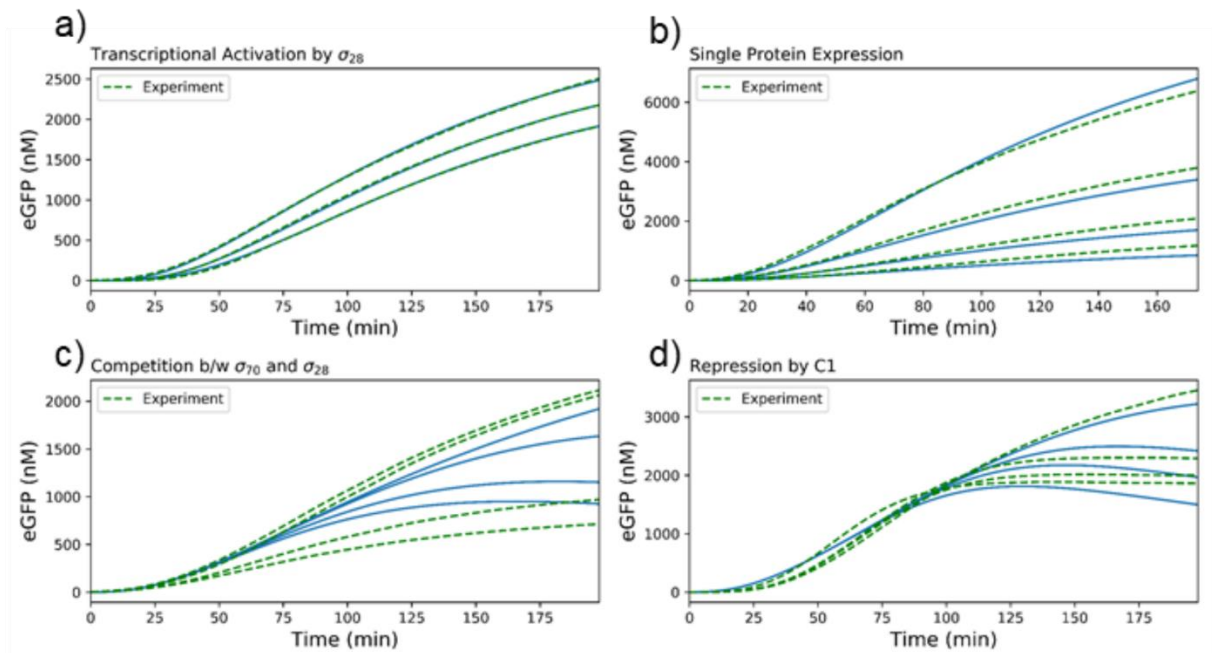 a)
Transcriptional Activation by σ28
Experiment
2500
2000
1500
1000
500
0
eGFP (nM)
0 25 50 75 100 125 150 175
Time (min)
b)
Single Protein Expression
Experiment
6000
4000
2000
0
eGFP (nM)
0 20 40 60 80 100 120 140 160
Time (min)
c)
Competition b/w σ70 and σ28
Experiment
2000
1500
1000
500
0
eGFP (nM)
0 25 50 75 100 125 150 175
Time (min)
d)
Repression by C1
Experiment
3000
2000
1000
0
eGFP (nM)
0 25 50 75 100 125 150 175
Time (min)